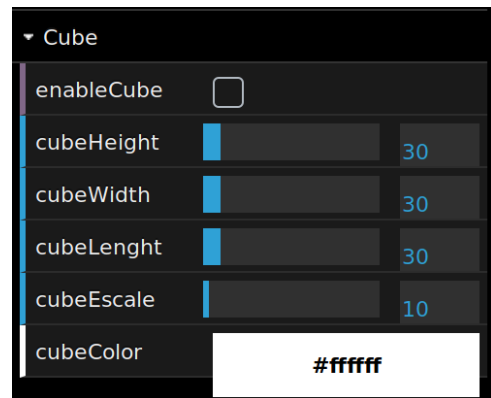 Cube
enableCube
cubeHeight 30
cubeWidth 30
cubeLenght 30
cubeEscale 10
cubeColor #ffffff